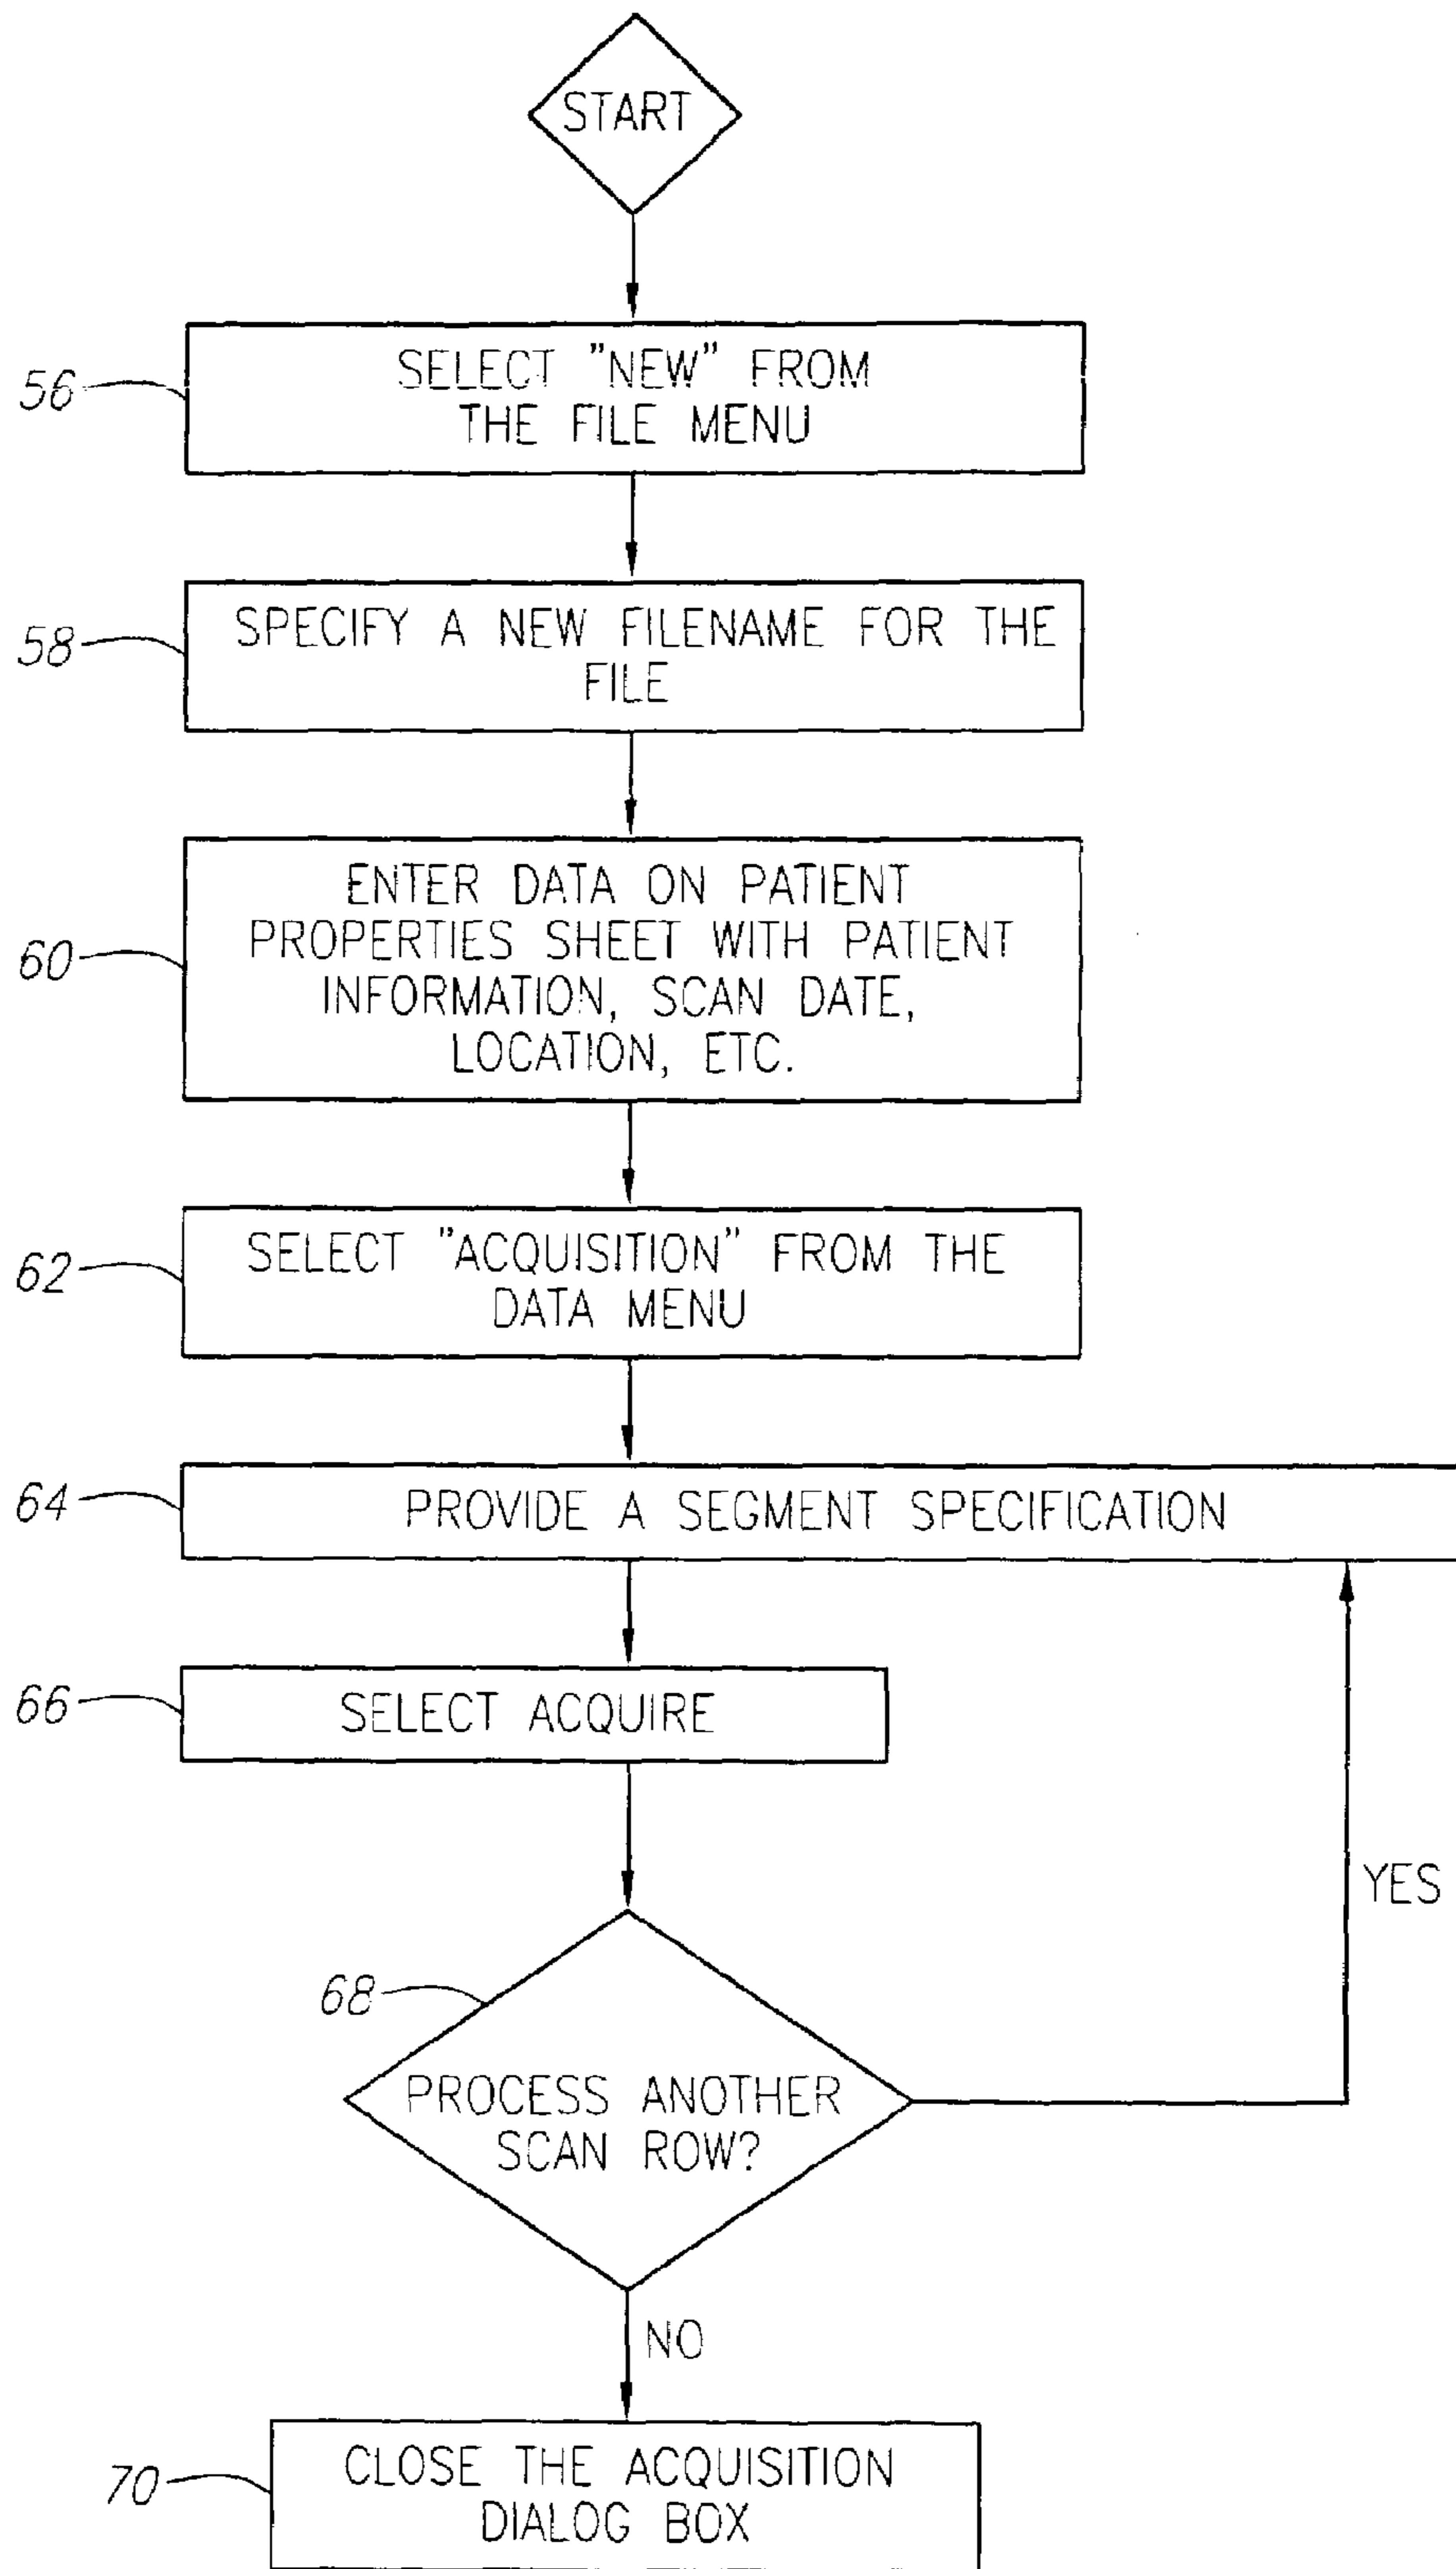 START
56
SELECT "NEW" FROM
THE FILE MENU
58
SPECIFY A NEW FILENAME FOR THE
FILE
60
ENTER DATA ON PATIENT
PROPERTIES SHEET WITH PATIENT
INFORMATION, SCAN DATE,
LOCATION, ETC.
62
SELECT "ACQUISITION" FROM THE
DATA MENU
64
PROVIDE A SEGMENT SPECIFICATION
66
SELECT ACQUIRE
YES
68
PROCESS ANOTHER
SCAN ROW?
NO
70
CLOSE THE ACQUISITION
DIALOG BOX